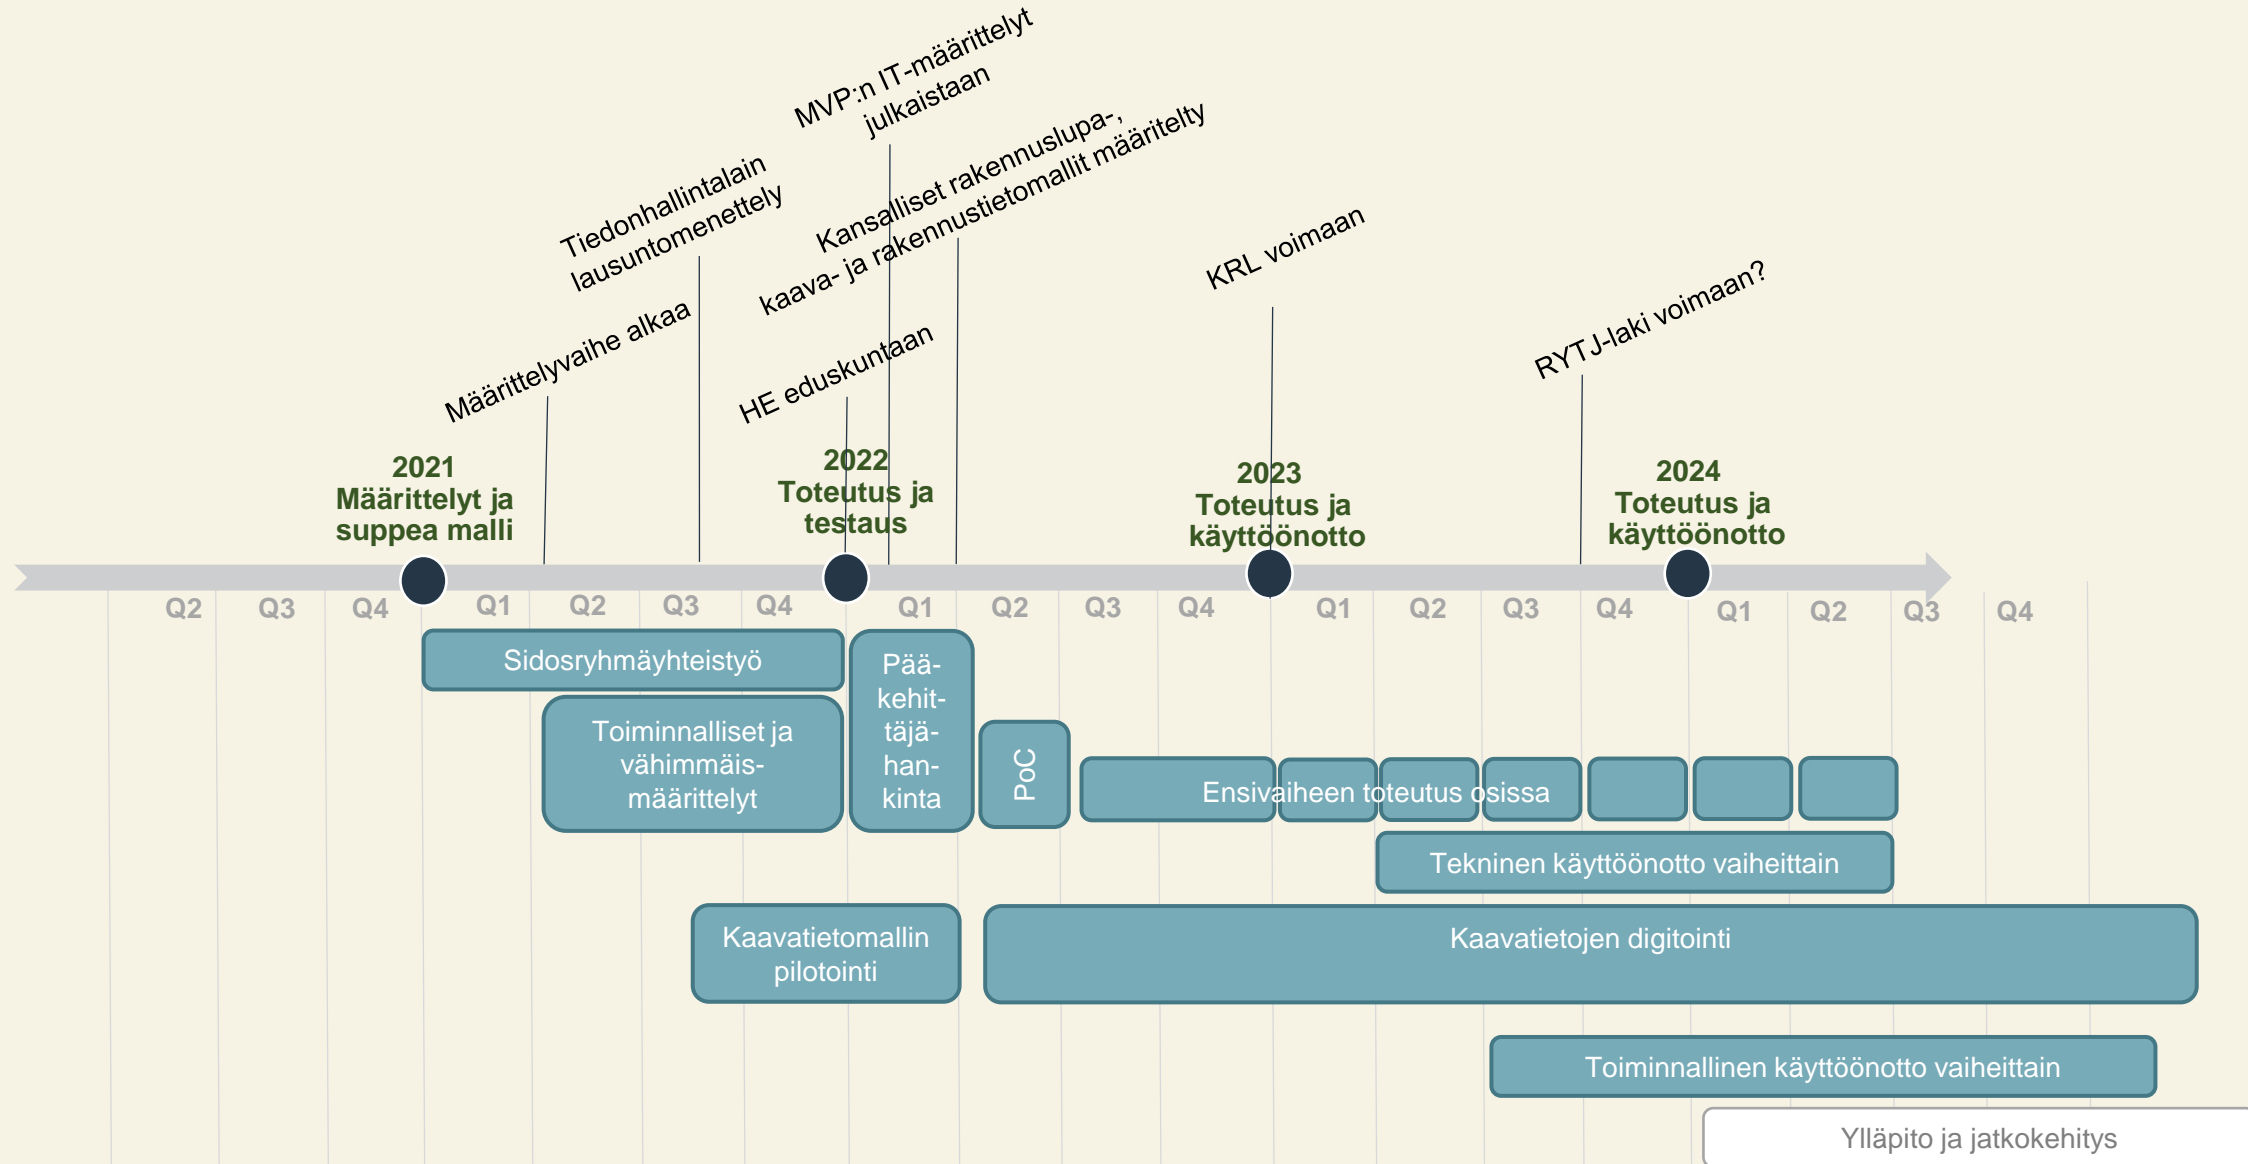 MVP:n IT-määrittelyt
julkaistaan
Kansalliset rakennuslupa-,
kaava- ja rakennustietomallit määritelty
Tiedonhallintalain
lausuntomenettely
KRL voimaan
RYTJ-laki voimaan?
Määrittelyvaihe alkaa
HE eduskuntaan
2021
Määrittelyt ja
suppea malli
2022
Toteutus ja
testaus
2023
Toteutus ja
käyttöönotto
2024
Toteutus ja
käyttöönotto
Q2 Q3 Q4 Q1 Q2 Q3 Q4 Q1 Q2 Q3 Q4 Q1 Q2 Q3 Q4 Q1 Q2 Q3 Q4
Sidosryhmäyhteistyö
Toiminnalliset ja
vähimmäis-
määrittelyt
Pää-
kehit-
täjä-
han-
kinta
PoC
Ensivaiheen toteutus osissa
Tekninen käyttöönotto vaiheittain
Kaavatietomallin
pilotointi
Kaavatietojen digitointi
Toiminnallinen käyttöönotto vaiheittain
Ylläpito ja jatkokehitys